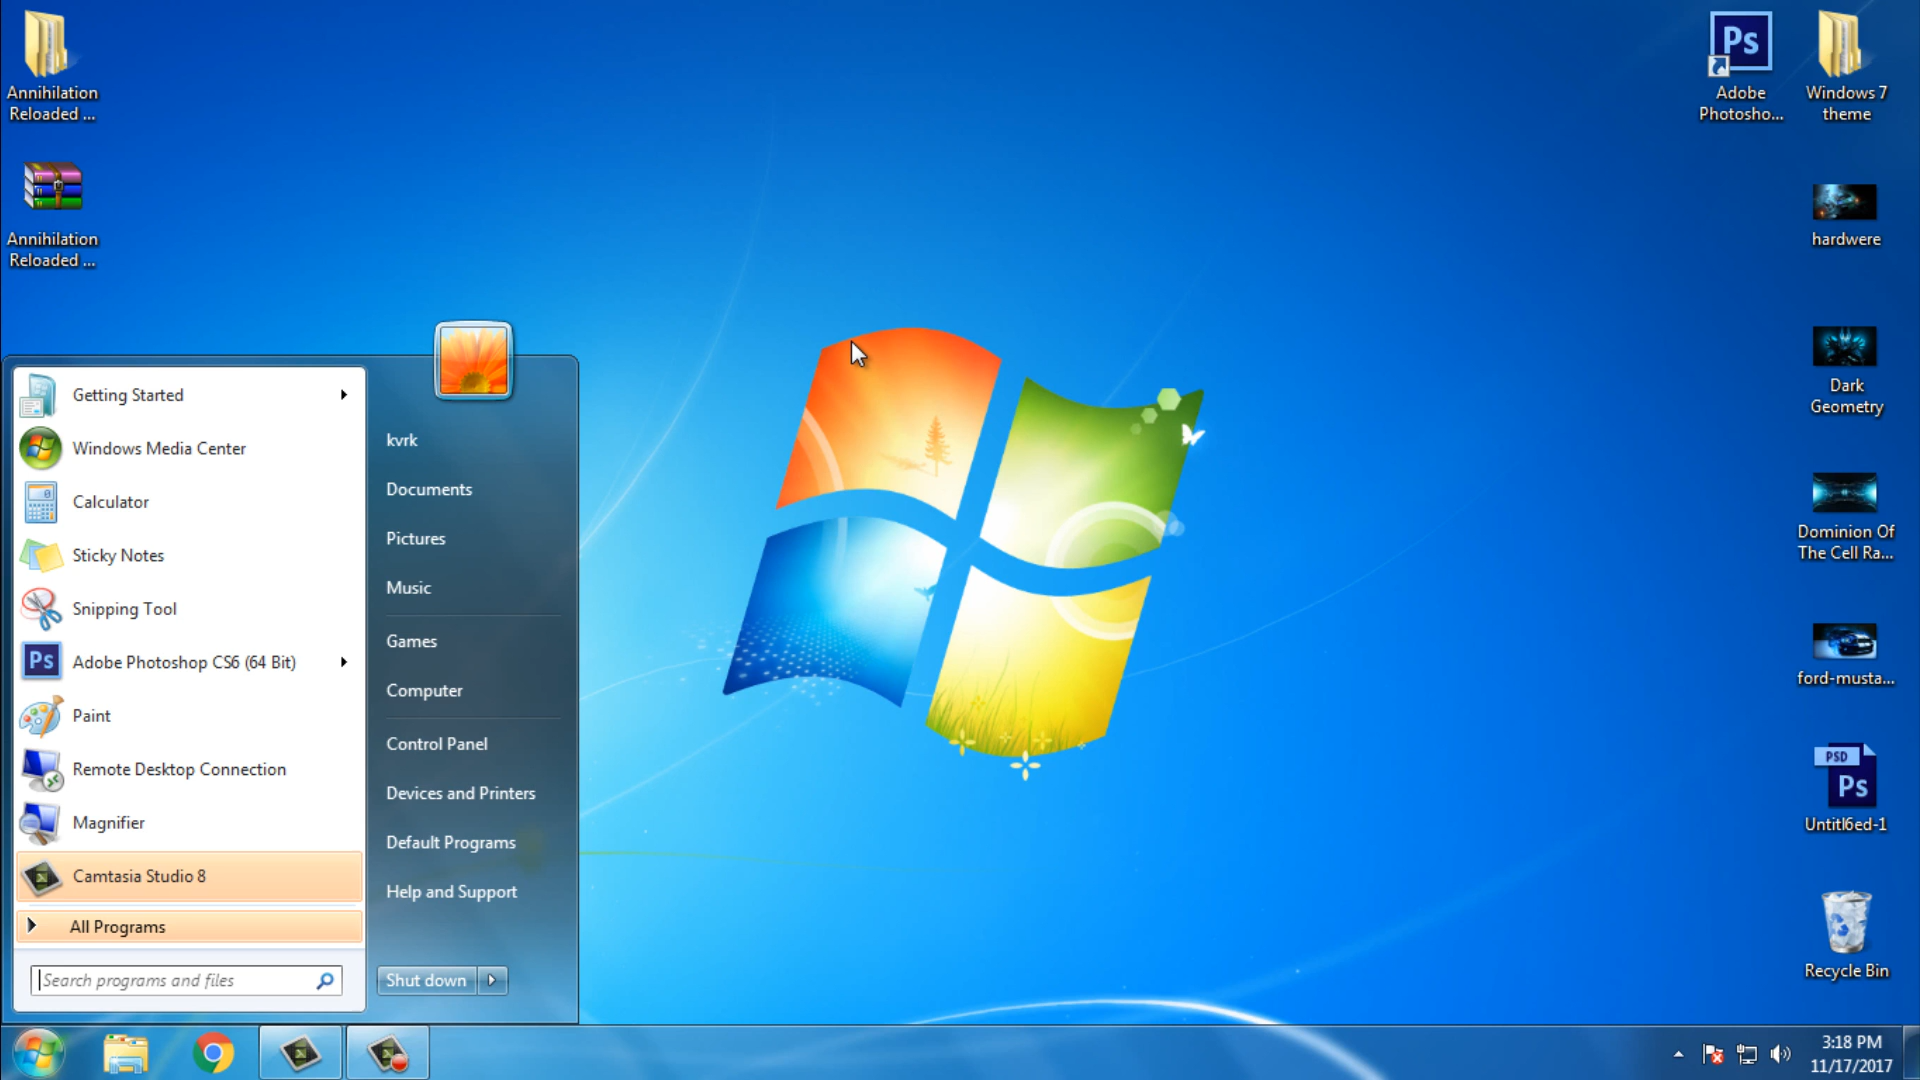 Annihilation
Reloaded ...
Annihilation
Reloaded ...
Ps
Adobe
Photosho...
Windows 7
theme
hardwere
Dark
Geometry
Dominion Of
The Cell Ra...
ford-musta...
PSD
Ps
Untitl6ed-1
Recycle Bin
Getting Started
Windows Media Center
Calculator
Sticky Notes
Snipping Tool
Ps
Adobe Photoshop CS6 (64 Bit)
Paint
Remote Desktop Connection
Magnifier
Camtasia Studio 8
All Programs
Search programs and files
kvrk
Documents
Pictures
Music
Games
Computer
Control Panel
Devices and Printers
Default Programs
Help and Support
Shut down
3:18 PM
11/17/2017